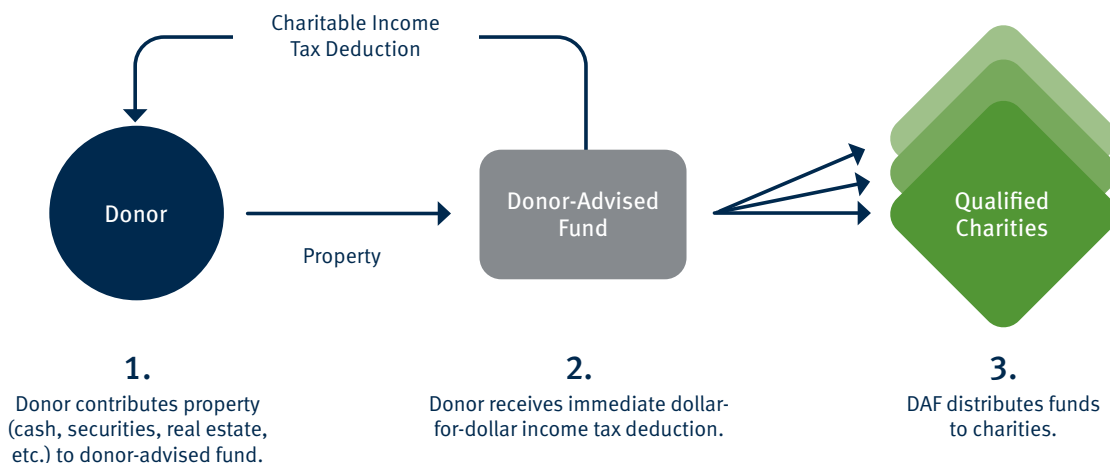 Charitable Income
Tax Deduction
Donor
Property
Donor-Advised
Fund
Qualified
Charities
1.
Donor contributes property
(cash, securities, real estate,
etc.) to donor-advised fund.
2.
Donor receives immediate dollar-
for-dollar income tax deduction.
3.
DAF distributes funds
to charities.